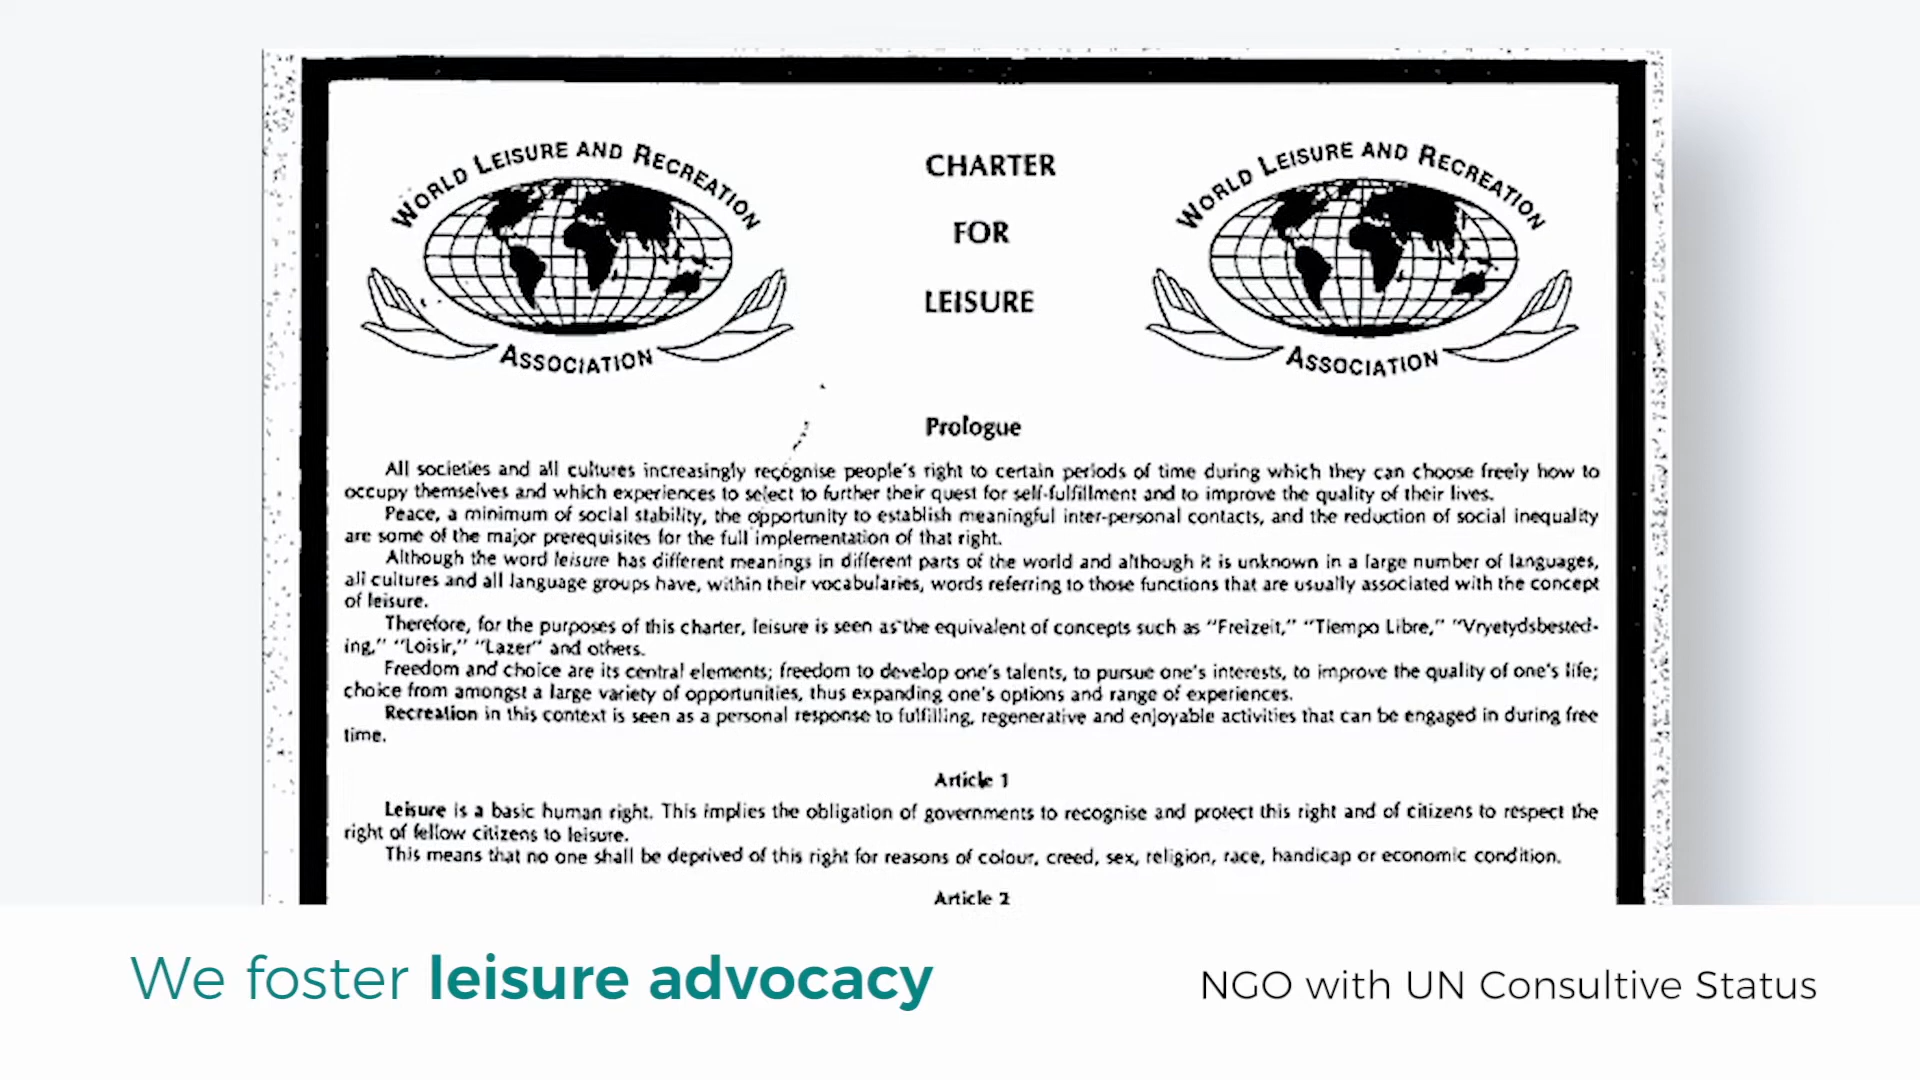 WORLD LEISURE AND RECREATION
ASSOCIATION
CHARTER
FOR
LEISURE
WORLD LEISURE AND RECREATION
ASSOCIATION
Prologue
All societies and all cultures increasingly recognise people's right to certain periods of time during which they can choose freely how to
occupy themselves and which experiences to select to further their quest for self-fulfillment and to improve the quality of their lives.
Peace, a minimum of social stability, the opportunity to establish meaningful inter-personal contacts, and the reduction of social inequality
are some of the major prerequisites for the full implementation of that right.
Although the word leisure has different meanings in different parts of the world and although it is unknown in a large number of languages,
all cultures and all language groups have, within their vocabularies, words referring to those functions that are usually associated with the concept
of leisure.
Therefore, for the purposes of this charter, leisure is seen as the equivalent of concepts such as "Freizeit," "Tiempo Libre," "Vryetydsbested-
ing," "Loisir," "Lazer" and others.
Freedom and choice are its central elements; freedom to develop one's talents, to pursue one's interests, to improve the quality of one's life;
choice from amongst a large variety of opportunities, thus expanding one's options and range of experiences.
Recreation in this context is seen as a personal response to fulfilling, regenerative and enjoyable activities that can be engaged in during free
time.
Article 1
Leisure is a basic human right. This implies the obligation of governments to recognise and protect this right and of citizens to respect the
right of fellow citizens to leisure.
This means that no one shall be deprived of this right for reasons of colour, creed, sex, religion, race, handicap or economic condition.
Article 2
We foster leisure advocacy
NGO with UN Consultive Status